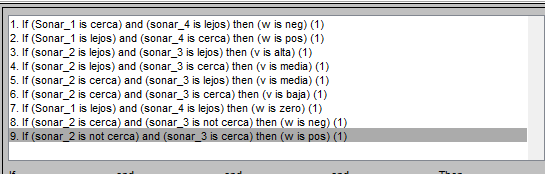 1. If (Sonar_1 is cerca) and (sonar_4 is lejos) then (w is neg) (1)
2. If (Sonar_1 is lejos) and (sonar_4 is cerca) then (w is pos) (1)
3. If (sonar_2 is lejos) and (sonar_3 is lejos) then (v is alta) (1)
4. If (sonar_2 is lejos) and (sonar_3 is cerca) then (v is media) (1)
5. If (sonar_2 is cerca) and (sonar_3 is lejos) then (v is media) (1)
6. If (sonar_2 is cerca) and (sonar_3 is cerca) then (v is baja) (1)
7. If (Sonar_1 is lejos) and (sonar_4 is lejos) then (w is zero) (1)
8. If (sonar_2 is cerca) and (sonar_3 is not cerca) then (w is neg) (1)
9. If (sonar_2 is not cerca) and (sonar_3 is cerca) then (w is pos) (1)
If and and and Then